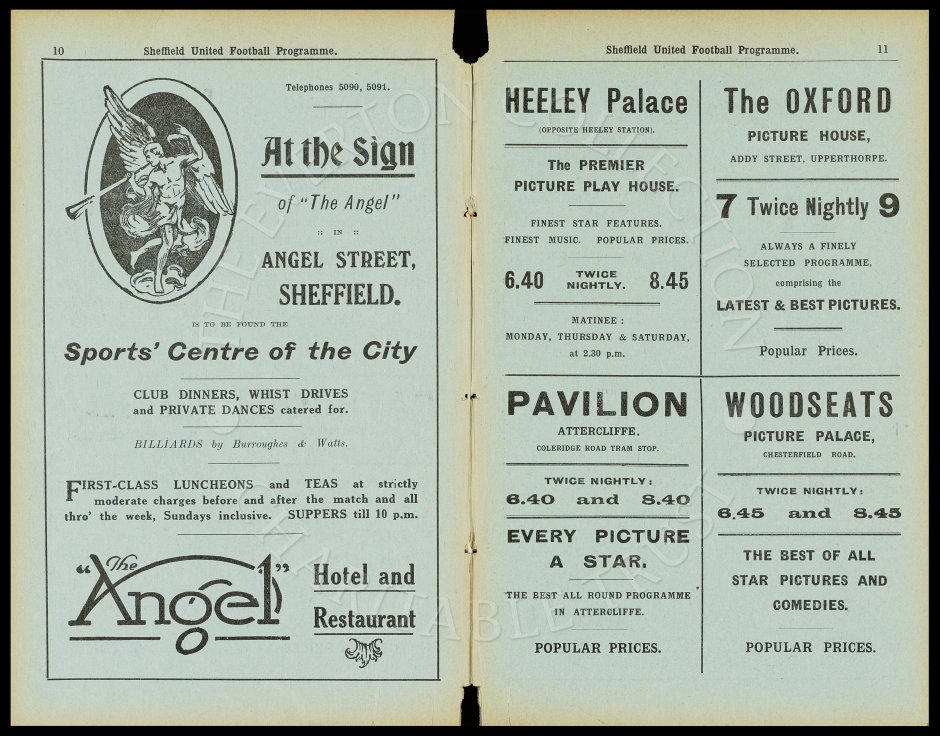 10 Sheffield United Football Programme.
Telephones 5090, 5091.
At the Sign
of "The Angel"
:: IN ::
ANGEL STREET,
SHEFFIELD.
IS TO BE FOUND THE
Sports' Centre of the City
CLUB DINNERS, WHIST DRIVES
and PRIVATE DANCES catered for.
BILLIARDS by Burroughes & Watts.
FIRST-CLASS LUNCHEONS and TEAS at strictly
moderate charges before and after the match and all
thro' the week, Sundays inclusive. SUPPERS till 10 p.m.
"The Angel"
Hotel and
Restaurant
Sheffield United Football Programme. 11
HEELEY Palace
(OPPOSITE HEELEY STATION).
The PREMIER
PICTURE PLAY HOUSE.
FINEST STAR FEATURES.
FINEST MUSIC. POPULAR PRICES.
6.40 TWICE NIGHTLY. 8.45
MATINEE :
MONDAY, THURSDAY & SATURDAY,
at 2.30 p.m.
The OXFORD
PICTURE HOUSE,
ADDY STREET, UPPERTHORPE.
7 Twice Nightly 9
ALWAYS A FINELY
SELECTED PROGRAMME,
comprising the
LATEST & BEST PICTURES.
Popular Prices.
PAVILION
ATTERCLIFFE.
COLERIDGE ROAD TRAM STOP.
TWICE NIGHTLY:
6.40 and 8.40
EVERY PICTURE
A STAR.
THE BEST ALL ROUND PROGRAMME
IN ATTERCLIFFE.
POPULAR PRICES.
WOODSEATS
PICTURE PALACE,
CHESTERFIELD ROAD.
TWICE NIGHTLY:
6.45 and 8.45
THE BEST OF ALL
STAR PICTURES AND
COMEDIES.
POPULAR PRICES.
THE EVERTON COLLECTION
CHARITABLE TRUST